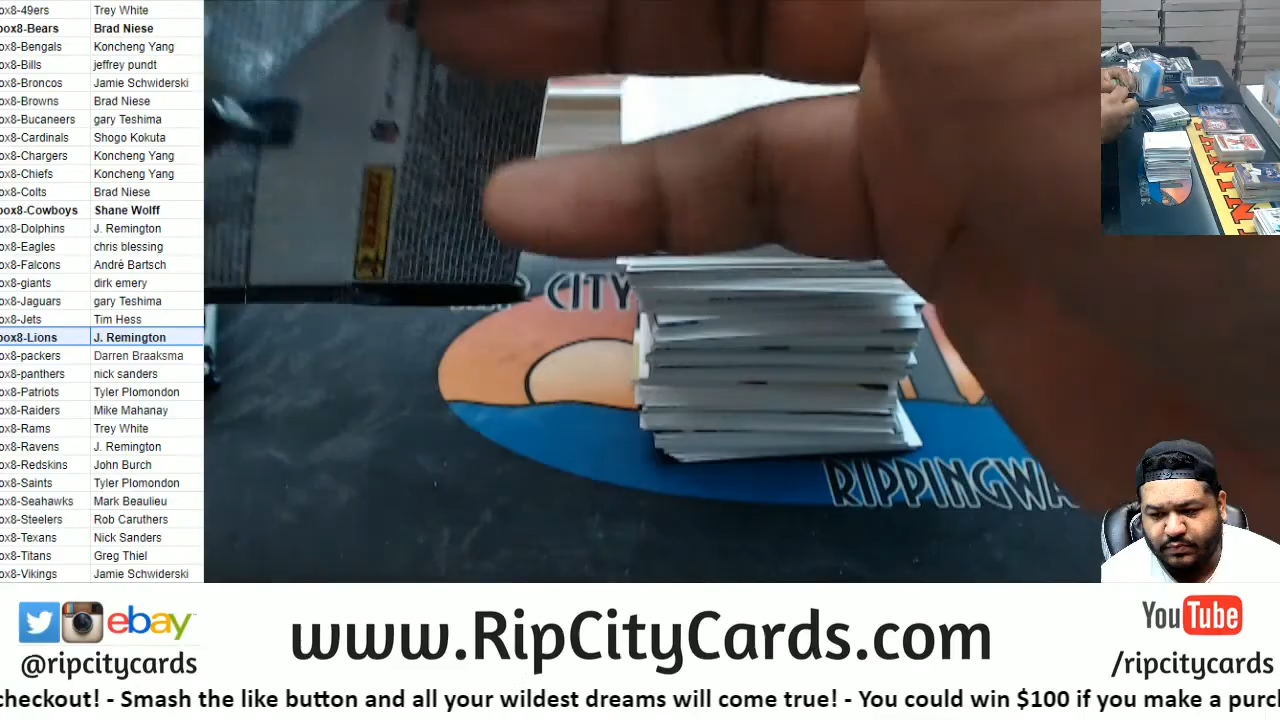 ox8-49ers Trey White
box8-Bears Brad Niese
ox8-Bengals Koncheng Yang
ox8-Bills jeffrey pundt
ox8-Broncos Jamie Schwiderski
ox8-Browns Brad Niese
ox8-Bucaneers gary Teshima
ox8-Cardinals Shogo Kokuta
ox8-Chargers Koncheng Yang
ox8-Chiefs Koncheng Yang
ox8-Colts Brad Niese
box8-Cowboys Shane Wolff
ox8-Dolphins J. Remington
ox8-Eagles chris blessing
ox8-Falcons André Bartsch
ox8-giants dirk emery
ox8-Jaguars gary Teshima
ox8-Jets Tim Hess
box8-Lions J. Remington
ox8-packers Darren Braaksma
ox8-panthers nick sanders
ox8-Patriots Tyler Plomondon
ox8-Raiders Mike Mahanay
ox8-Rams Trey White
ox8-Ravens J. Remington
ox8-Redskins John Burch
ox8-Saints Tyler Plomondon
ox8-Seahawks Mark Beaulieu
ox8-Steelers Rob Caruthers
ox8-Texans Nick Sanders
ox8-Titans Greg Thiel
ox8-Vikings Jamie Schwiderski
CITY
RIPPINGWA
ebay
@ripcitycards
www.RipCityCards.com
YouTube
/ripcitycards
checkout! - Smash the like button and all your wildest dreams will come true! - You could win $100 if you make a purch